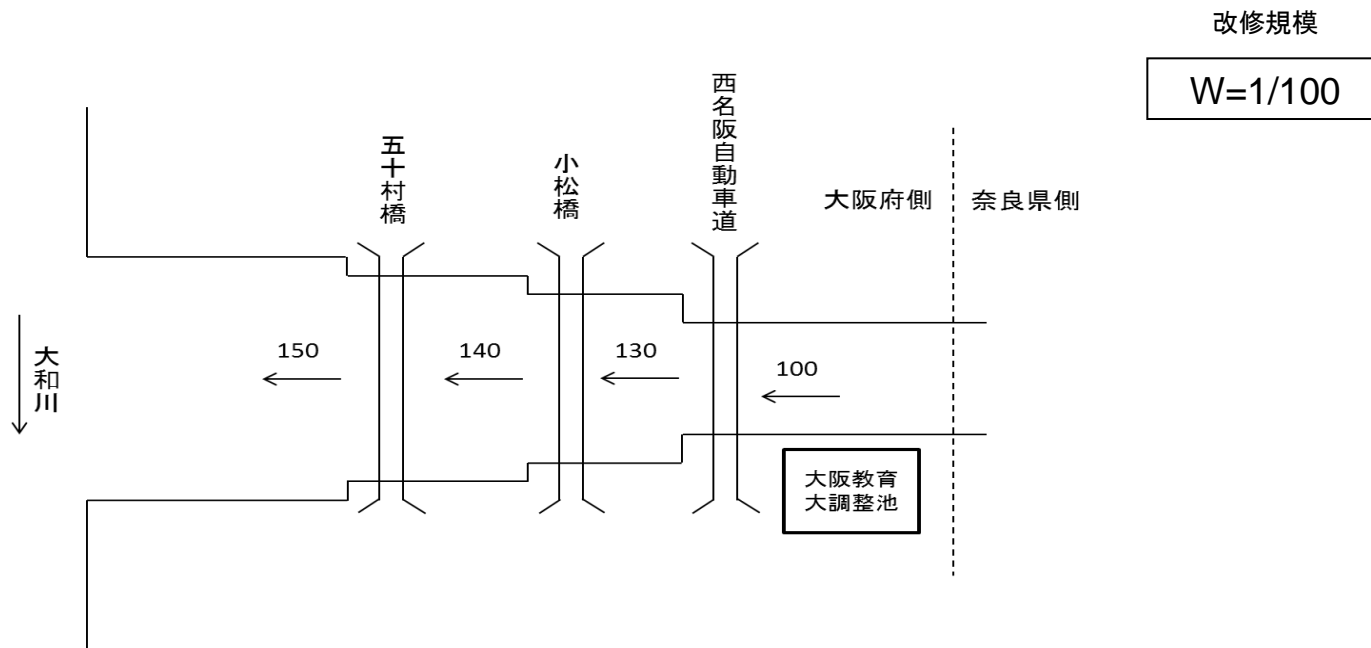 改修規模
W=1/100
西名阪自動車道
五十村橋
小松橋
大阪府側
奈良県側
150
140
130
100
大和川
大阪教育
大調整池